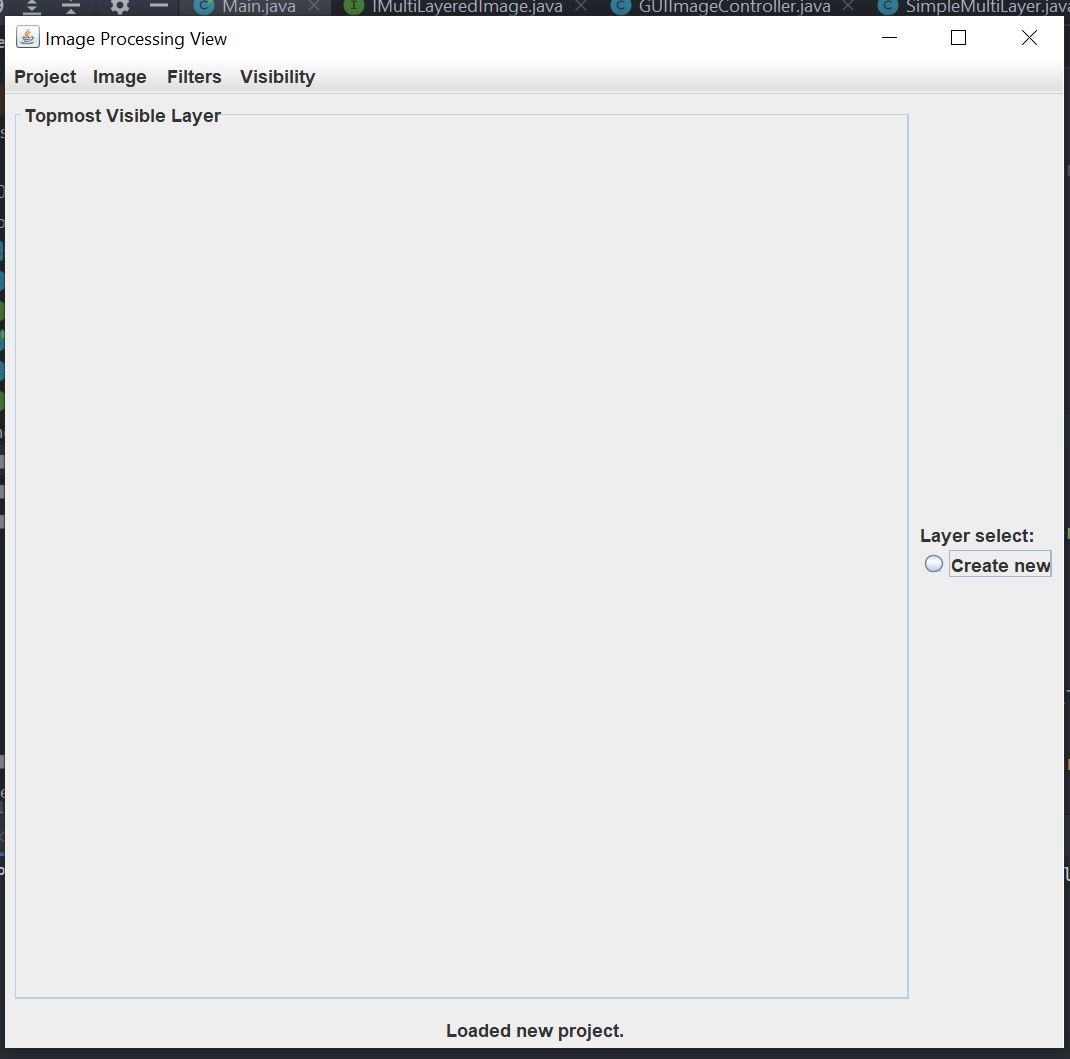 Main.java IMultiLayeredImage.java GUIImageController.java SimpleMultiLayer.java
Image Processing View
Project Image Filters Visibility
Topmost Visible Layer
Layer select:
Create new
Loaded new project.